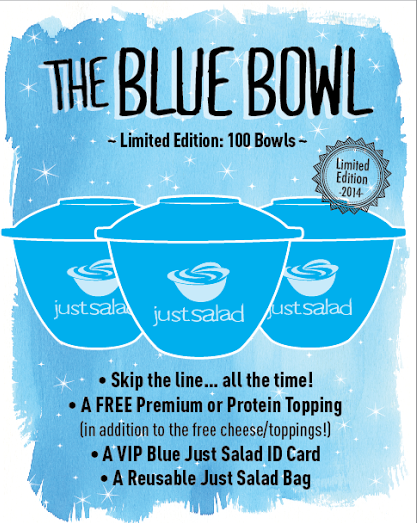 THE BLUE BOWL
~ Limited Edition: 100 Bowls ~
Limited
Edition
-2014-
just salad
just salad
just salad
• Skip the line... all the time!
• A FREE Premium or Protein Topping
(in addition to the free cheese/toppings!)
• A VIP Blue Just Salad ID Card
• A Reusable Just Salad Bag